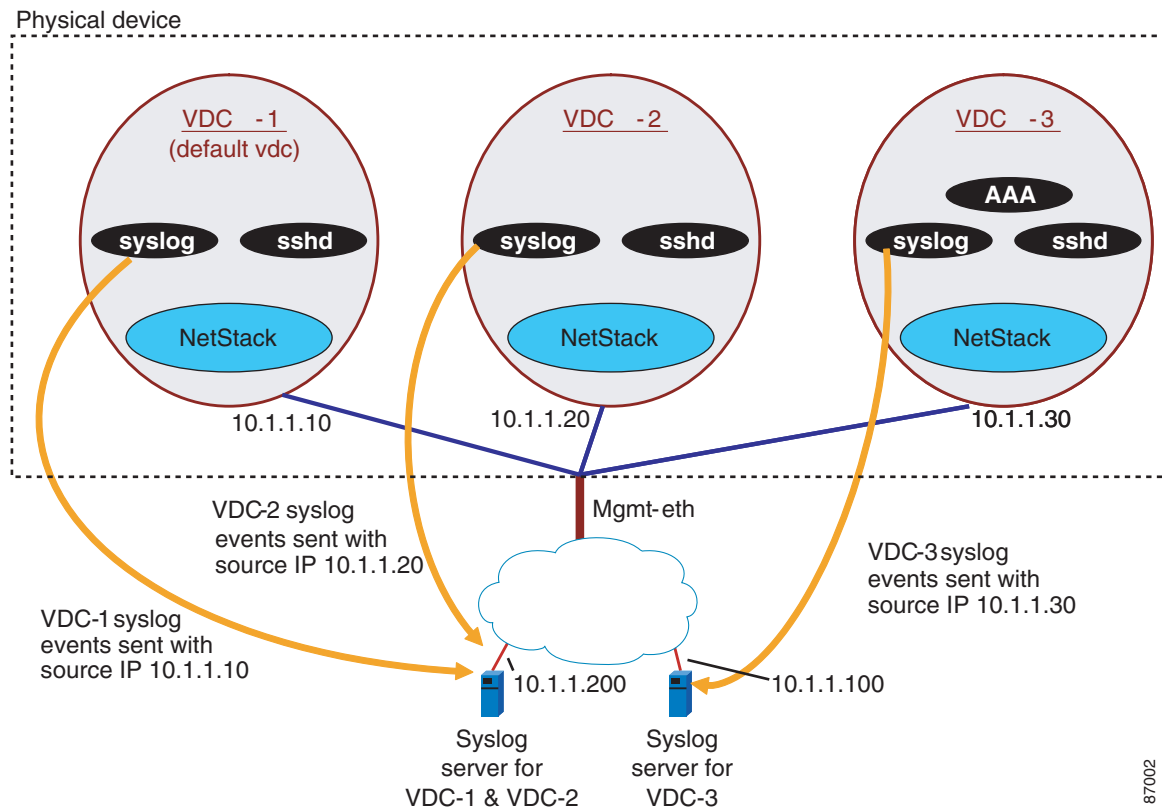 Physical device
VDC -1
(default vdc)
VDC -2
VDC -3
AAA
syslog
sshd
syslog
sshd
syslog
sshd
NetStack
NetStack
NetStack
10.1.1.10
10.1.1.20
10.1.1.30
Mgmt-eth
VDC-2 syslog
events sent with
source IP 10.1.1.20
VDC-3 syslog
events sent with
source IP 10.1.1.30
VDC-1 syslog
events sent with
source IP 10.1.1.10
10.1.1.200
10.1.1.100
Syslog
server for
VDC-1 & VDC-2
Syslog
server for
VDC-3
87002